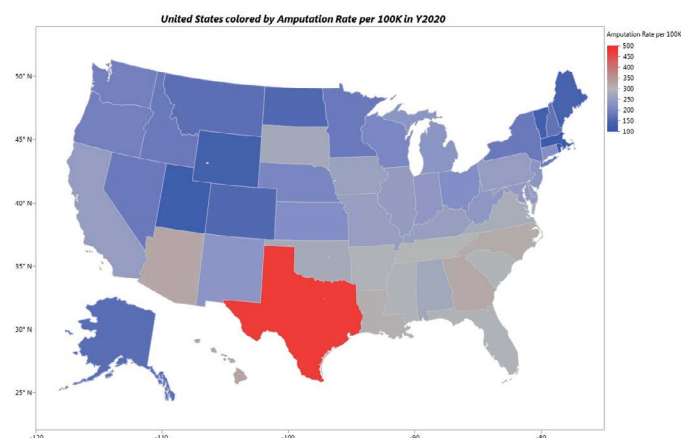 United States colored by Amputation Rate per 100K in Y2020
Amputation Rate per 100K
500
450
400
350
300
250
200
150
100
50° N
45° N
40° N
35° N
30° N
25° N
-120
-110
-100
-90
-80